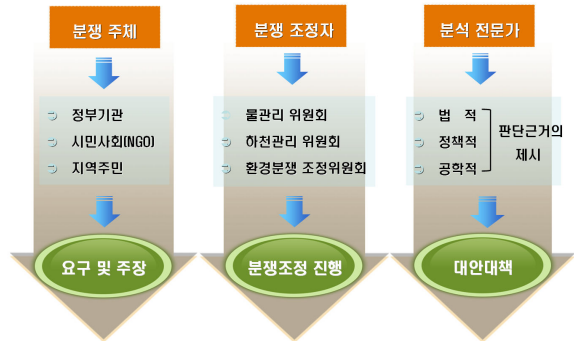 분쟁 주체
정부기관
시민사회(NGO)
지역주민
요구 및 주장
분쟁 조정자
물관리 위원회
하천관리 위원회
환경분쟁 조정위원회
분쟁조정 진행
분석 전문가
법 적
정책적
공학적
판단근거의
제시
대안대책